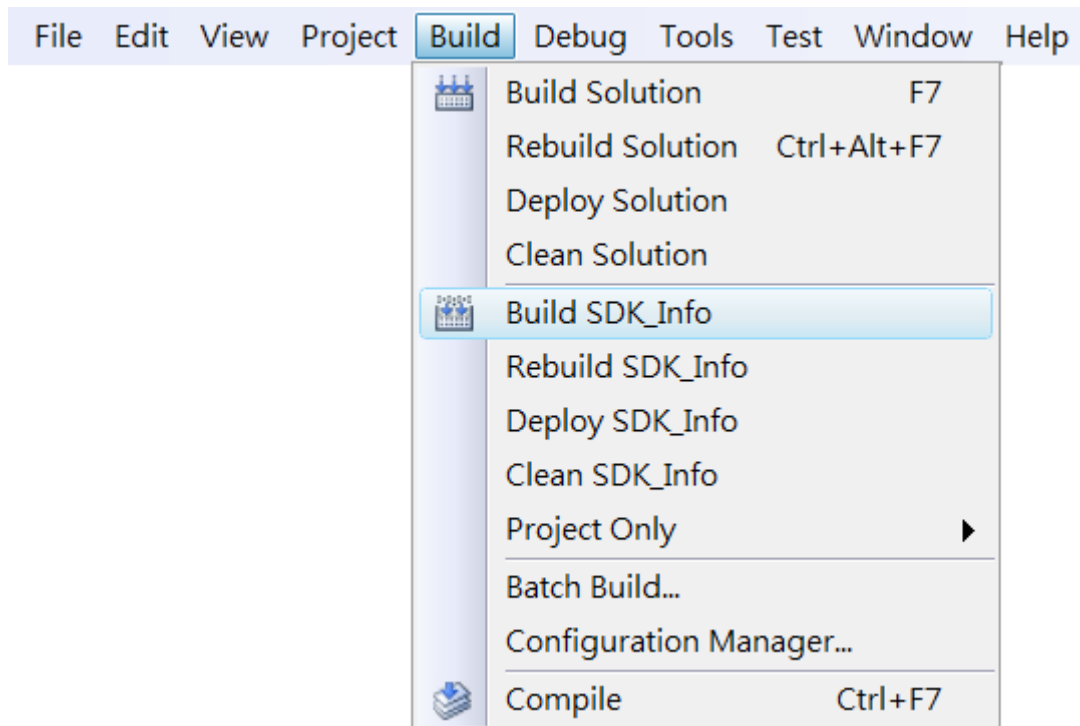 File Edit View Project Build Debug Tools Test Window Help
Build Solution F7
Rebuild Solution Ctrl+Alt+F7
Deploy Solution
Clean Solution
Build SDK_Info
Rebuild SDK_Info
Deploy SDK_Info
Clean SDK_Info
Project Only
Batch Build...
Configuration Manager...
Compile Ctrl+F7